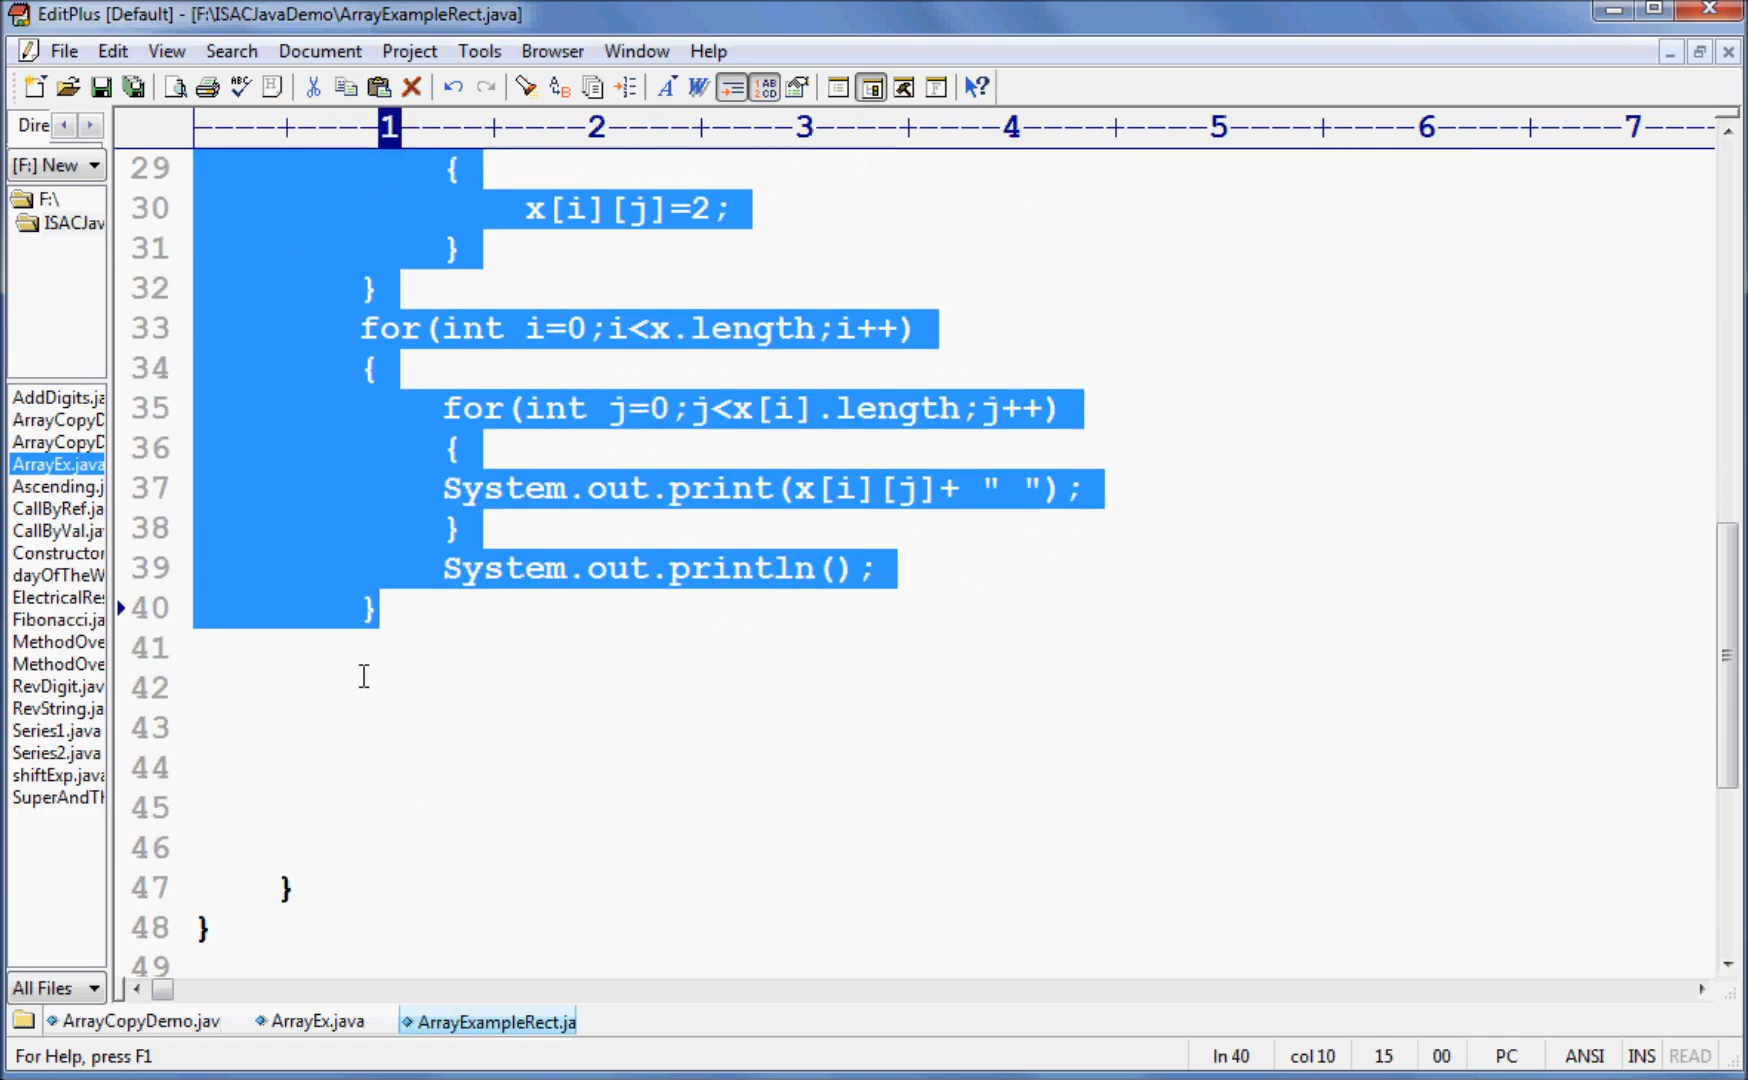 EditPlus [Default] - [F:\ISACJavaDemo\ArrayExampleRect.java]
File Edit View Search Document Project Tools Browser Window Help
Dire
----+----1----+----2----+----3----+----4----+----5----+----6----+----7----
[F:] New
F:\
ISACJav
AddDigits.ja
ArrayCopyD
ArrayCopyD
ArrayEx.java
Ascending.j
CallByRef.ja
CallByVal.ja
Constructor
dayOfTheW
ElectricalRes
Fibonacci.ja
MethodOve
MethodOve
RevDigit.jav
RevString.ja
Series1.java
Series2.java
shiftExp.java
SuperAndTh
All Files
29 {
30 x[i][j]=2;
31 }
32 }
33 for(int i=0;i<x.length;i++)
34 {
35 for(int j=0;j<x[i].length;j++)
36 {
37 System.out.print(x[i][j]+ " ");
38 }
39 System.out.println();
40 }
41
42
43
44
45
46
47 }
48 }
49
ArrayCopyDemo.jav ArrayEx.java ArrayExampleRect.ja
For Help, press F1 ln 40 col 10 15 00 PC ANSI INS READ